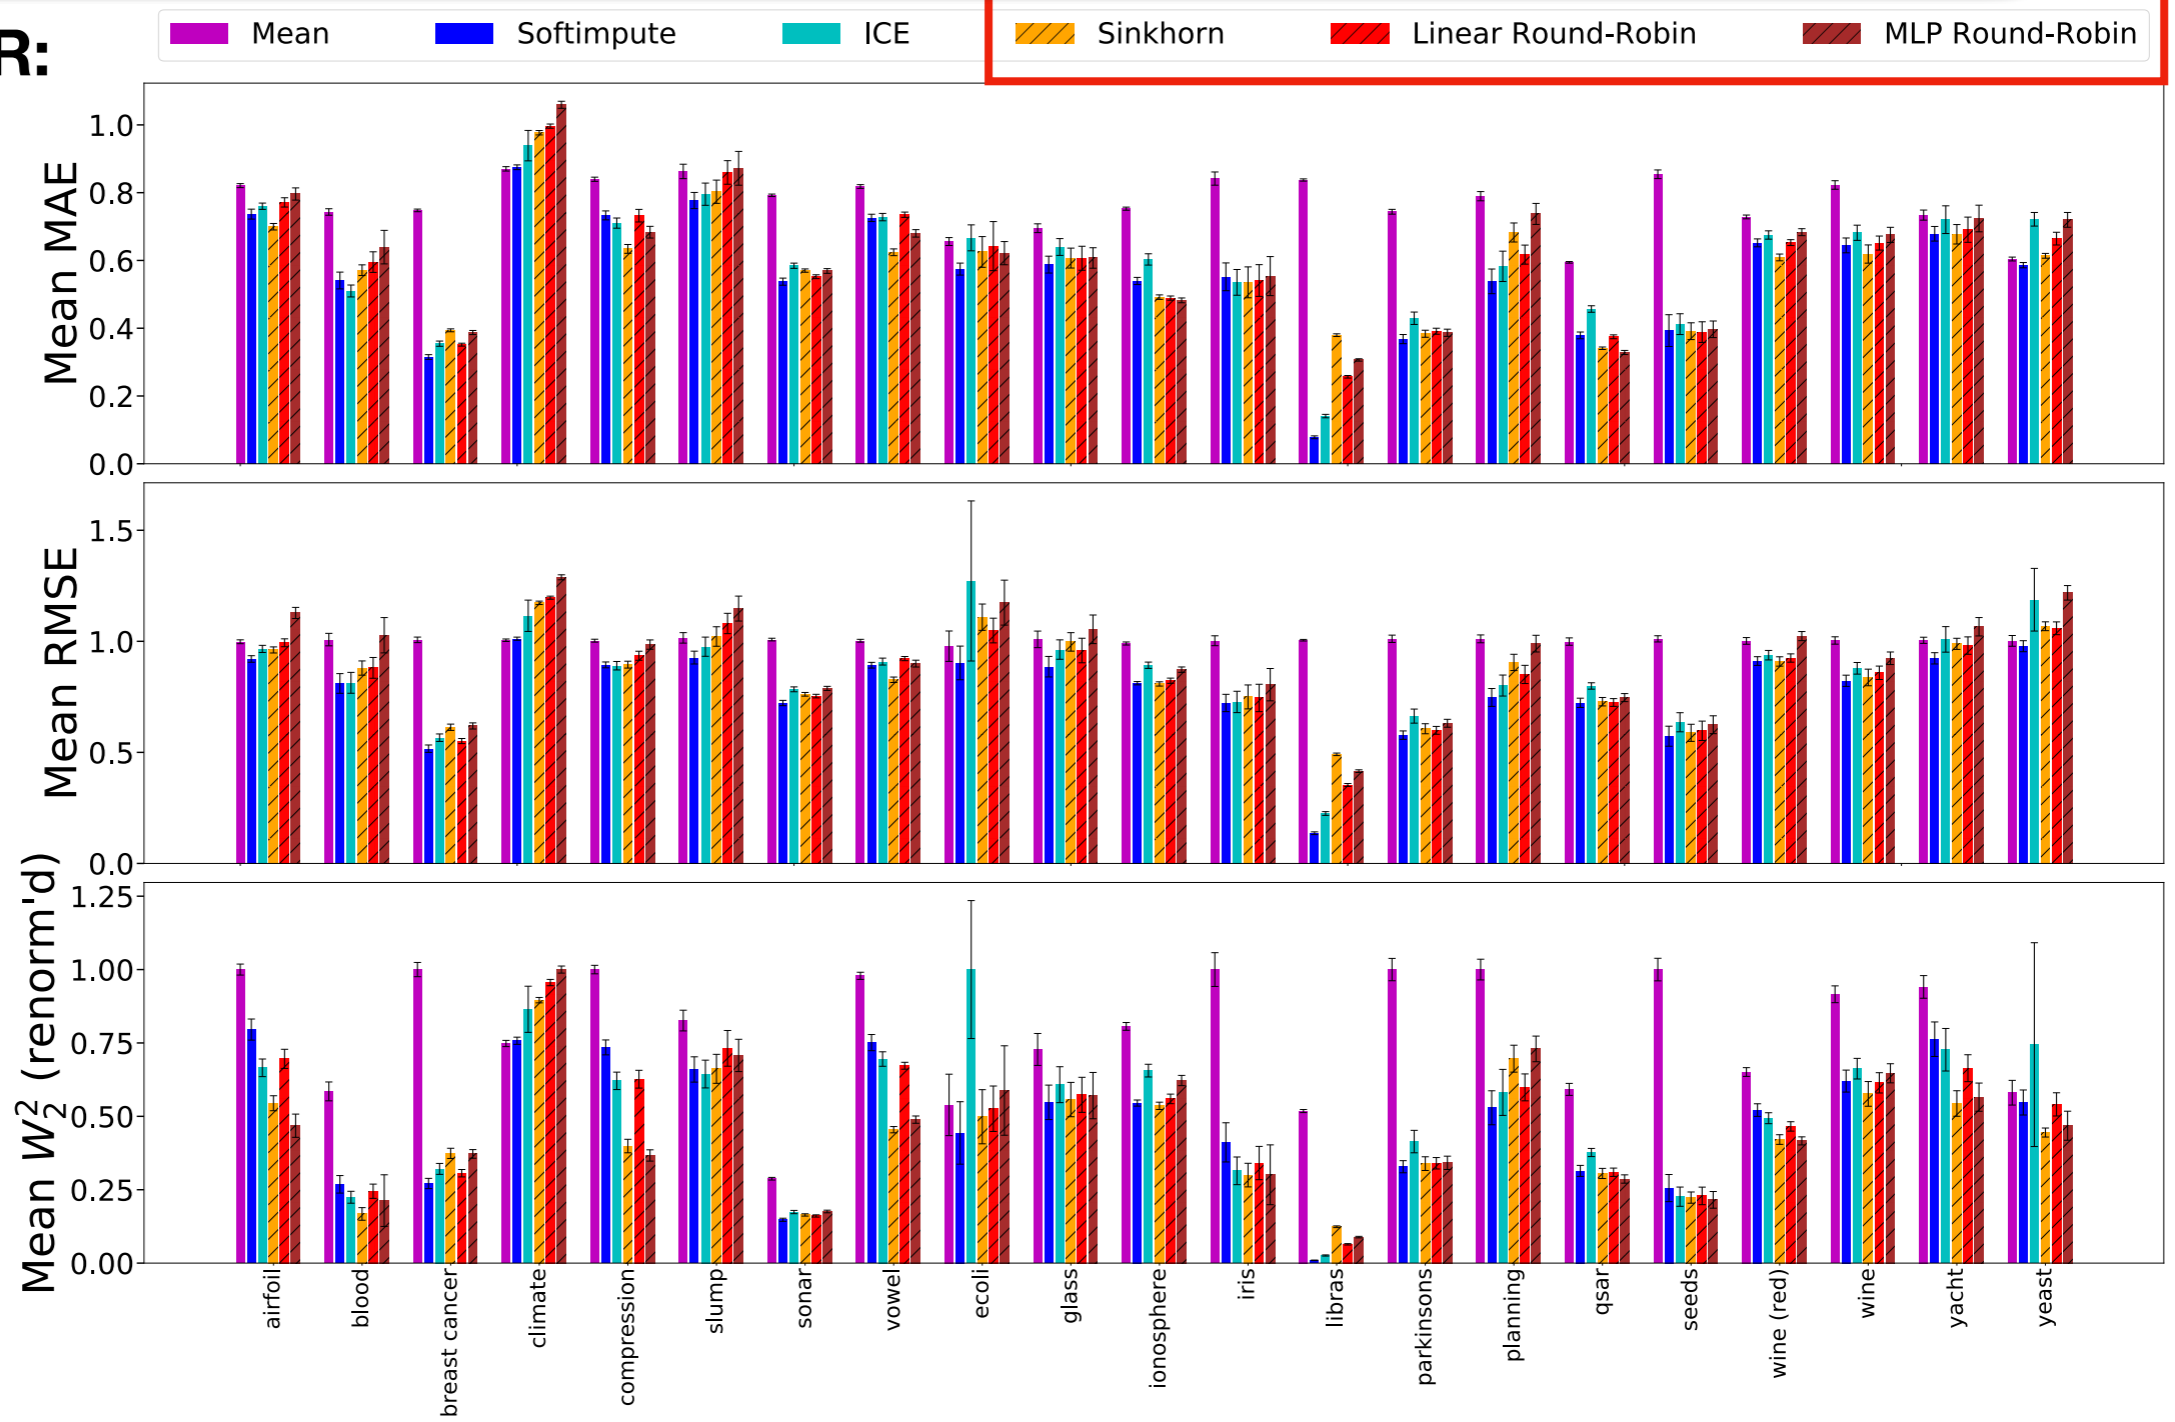 R:
Mean Softimpute ICE Sinkhorn Linear Round-Robin MLP Round-Robin
Mean MAE
1.0
0.8
0.6
0.4
0.2
0.0
Mean RMSE
1.5
1.0
0.5
0.0
Mean W₂² (renorm'd)
1.25
1.00
0.75
0.50
0.25
0.00
airfoil
blood
breast cancer
climate
compression
slump
sonar
vowel
ecoli
glass
ionosphere
iris
libras
parkinsons
planning
qsar
seeds
wine (red)
wine
yacht
yeast